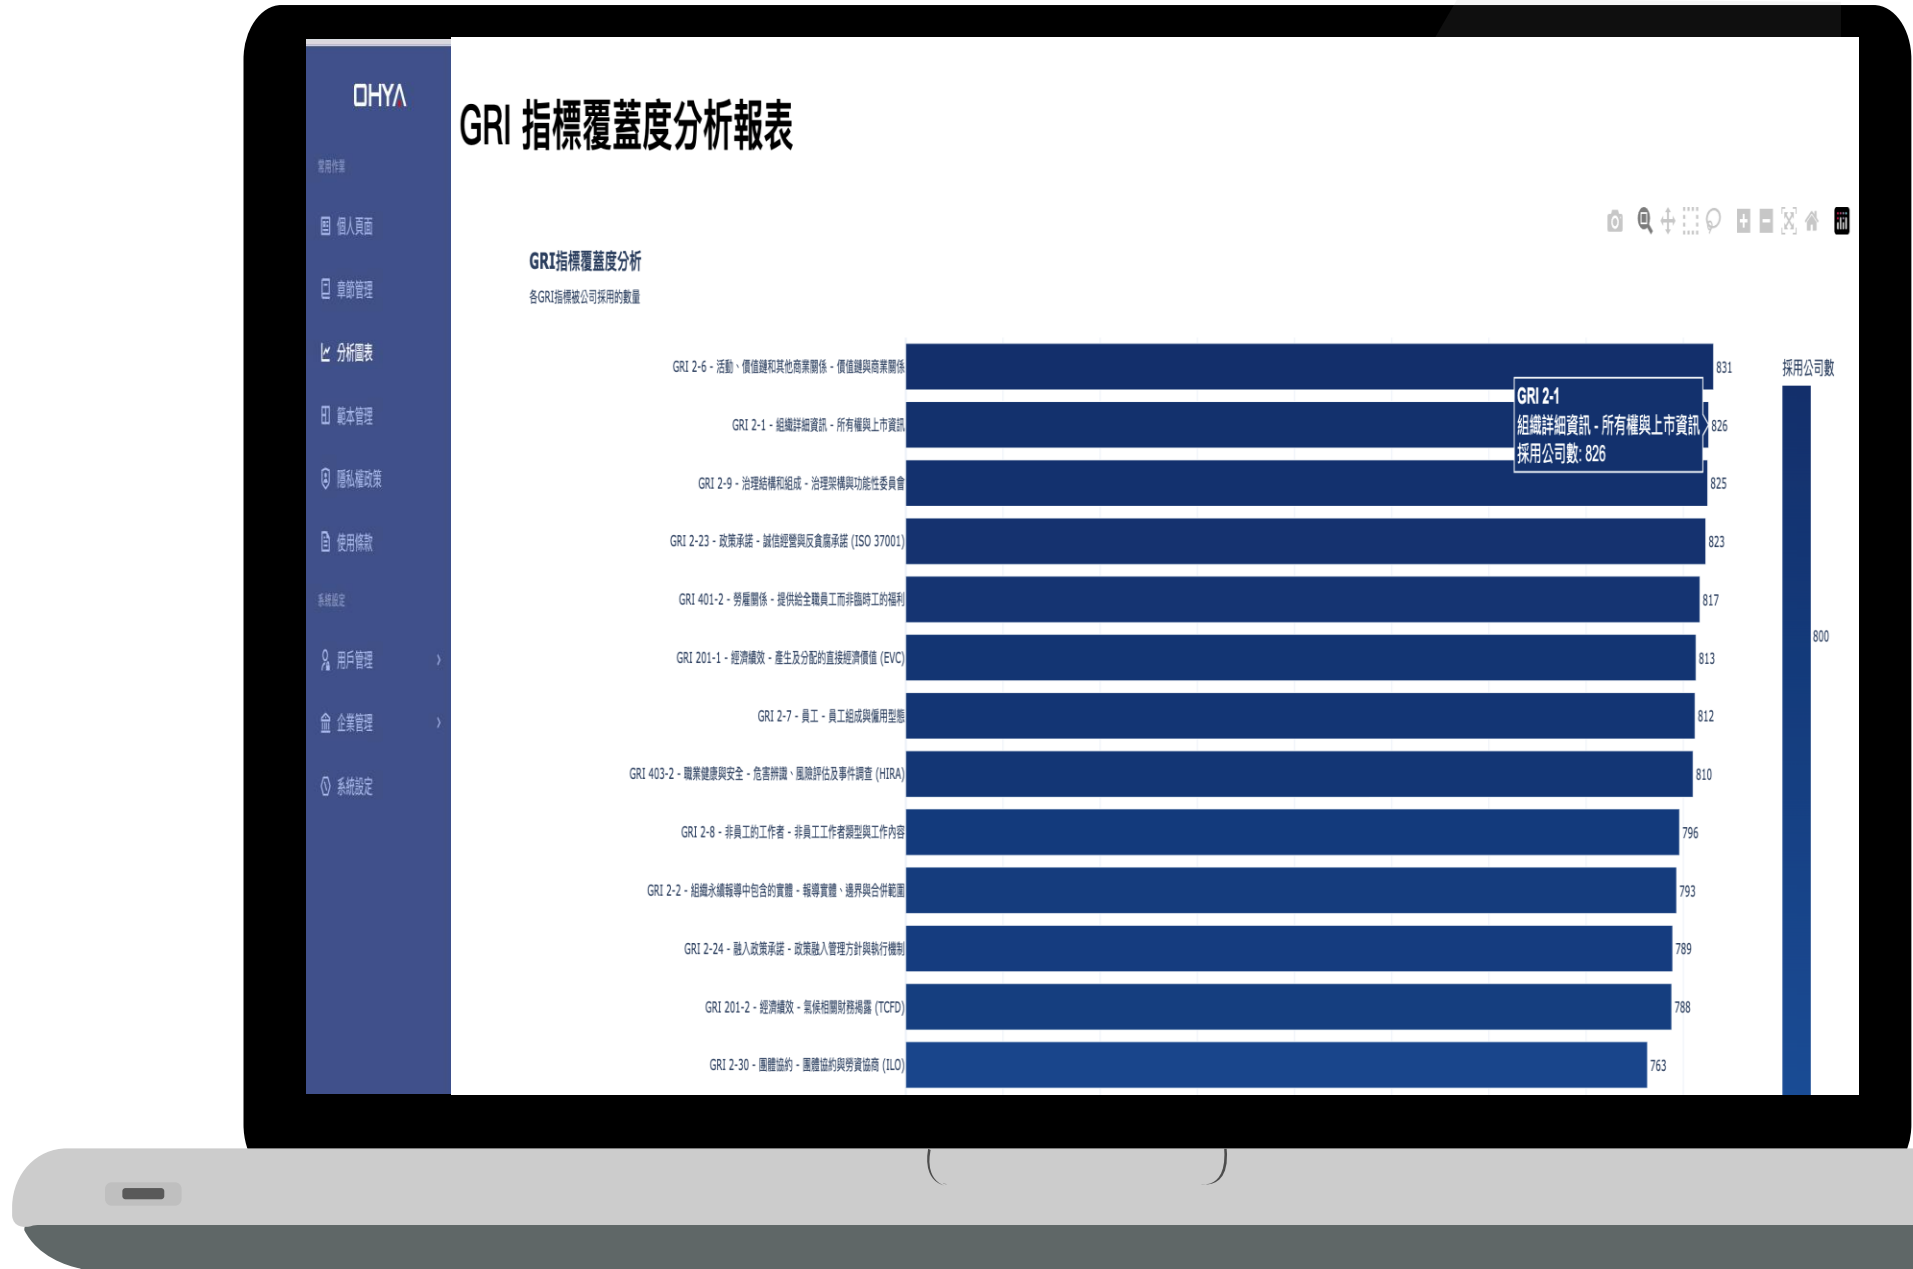 OHYA
常用作業
個人頁面
章節管理
分析圖表
範本管理
隱私權政策
使用條款
系統設定
用戶管理
企業管理
系統設定
GRI 指標覆蓋度分析報表
GRI指標覆蓋度分析
各GRI指標被公司採用的數量
GRI 2-6 - 活動、價值鏈和其他商業關係 - 價值鏈與商業關係 831
GRI 2-1 - 組織詳細資訊 - 所有權與上市資訊 826
GRI 2-9 - 治理結構和組成 - 治理架構與功能性委員會 825
GRI 2-23 - 政策承諾 - 誠信經營與反貪腐承諾 (ISO 37001) 823
GRI 401-2 - 勞雇關係 - 提供給全職員工而非臨時工的福利 817
GRI 201-1 - 經濟績效 - 產生及分配的直接經濟價值 (EVC) 813
GRI 2-7 - 員工 - 員工組成與僱用型態 812
GRI 403-2 - 職業健康與安全 - 危害辨識、風險評估及事件調查 (HIRA) 810
GRI 2-8 - 非員工的工作者 - 非員工工作者類型與工作內容 796
GRI 2-2 - 組織永續報導中包含的實體 - 報導實體、邊界與合併範圍 793
GRI 2-24 - 融入政策承諾 - 政策融入管理方針與執行機制 789
GRI 201-2 - 經濟績效 - 氣候相關財務揭露 (TCFD) 788
GRI 2-30 - 團體協約 - 團體協約與勞資協商 (ILO) 763
GRI 2-1
組織詳細資訊 - 所有權與上市資訊
採用公司數: 826
採用公司數
800